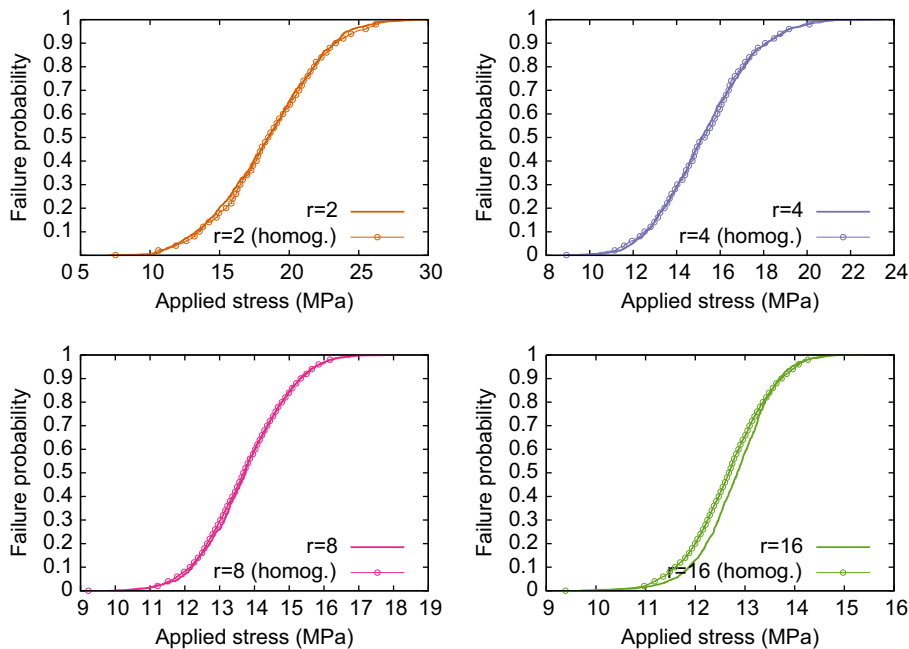 1
0.9
0.8
0.7
0.6
0.5
0.4
0.3
0.2
0.1
0
5 10 15 20 25 30
Failure probability
Applied stress (MPa)
r=2
r=2 (homog.)
1
0.9
0.8
0.7
0.6
0.5
0.4
0.3
0.2
0.1
0
8 10 12 14 16 18 20 22 24
Failure probability
Applied stress (MPa)
r=4
r=4 (homog.)
1
0.9
0.8
0.7
0.6
0.5
0.4
0.3
0.2
0.1
0
9 10 11 12 13 14 15 16 17 18 19
Failure probability
Applied stress (MPa)
r=8
r=8 (homog.)
1
0.9
0.8
0.7
0.6
0.5
0.4
0.3
0.2
0.1
0
9 10 11 12 13 14 15 16
Failure probability
Applied stress (MPa)
r=16
r=16 (homog.)